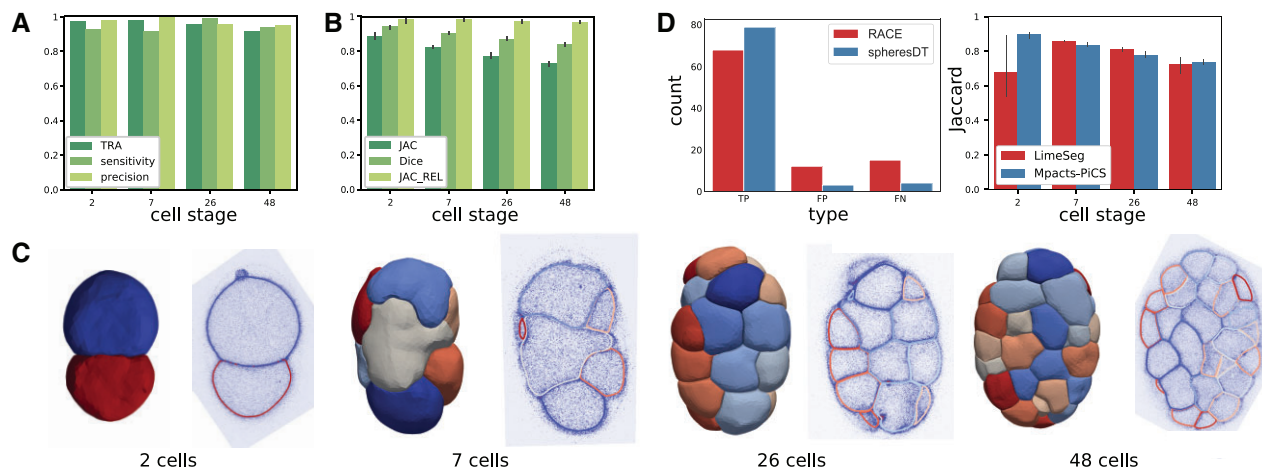 A
1
0.8
0.6
0.4
0.2
0
TRA
sensitivity
precision
2
7
26
48
cell stage
B
1
0.8
0.6
0.4
0.2
0
JAC
Dice
JAC_REL
2
7
26
48
cell stage
D
count
80
60
40
20
0
RACE
spheresDT
TP
FP
FN
type
Jaccard
1
0.8
0.6
0.4
0.2
0
LimeSeg
Mpacts-PiCS
2
7
26
48
cell stage
C
2 cells
7 cells
26 cells
48 cells